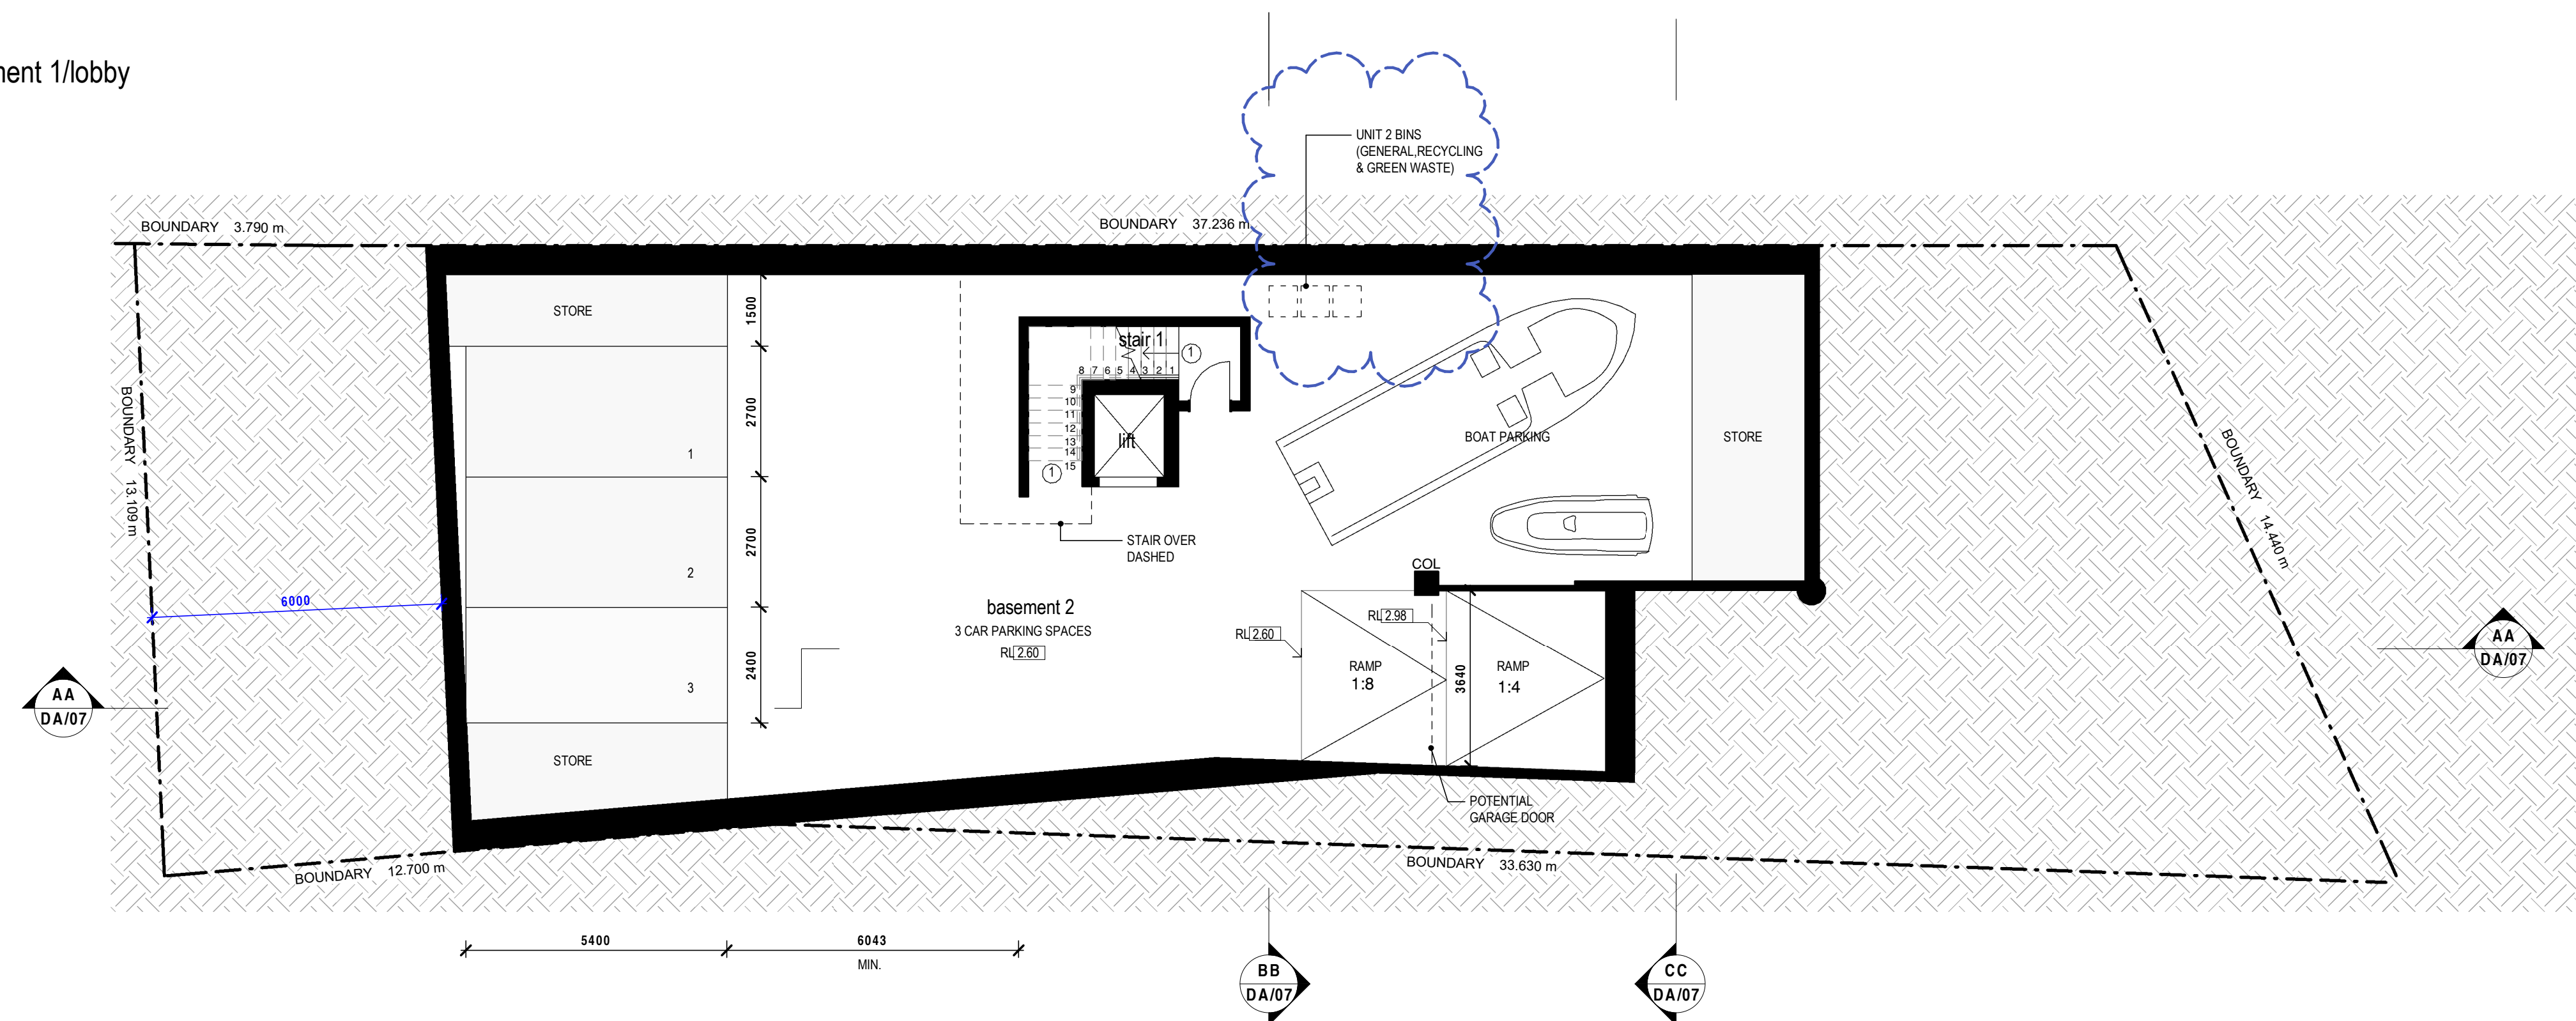 ment 1/lobby
UNIT 2 BINS
(GENERAL,RECYCLING
& GREEN WASTE)
BOUNDARY 3.790 m
BOUNDARY 37.236 m
STORE
1500
stair 1
1
8 7 6 5 4 3 2 1
9
10
11
12
13
14
15
1
lift
2700
1
BOUNDARY 13.109 m
BOAT PARKING
STORE
BOUNDARY 14.440 m
STAIR OVER
DASHED
2700
2
COL
6000
basement 2
3 CAR PARKING SPACES
RL 2.60
RL 2.60
RL 2.98
RAMP
1:8
3640
RAMP
1:4
2400
3
AA
DA/07
AA
DA/07
STORE
POTENTIAL
GARAGE DOOR
BOUNDARY 12.700 m
BOUNDARY 33.630 m
5400
6043
MIN.
BB
DA/07
CC
DA/07